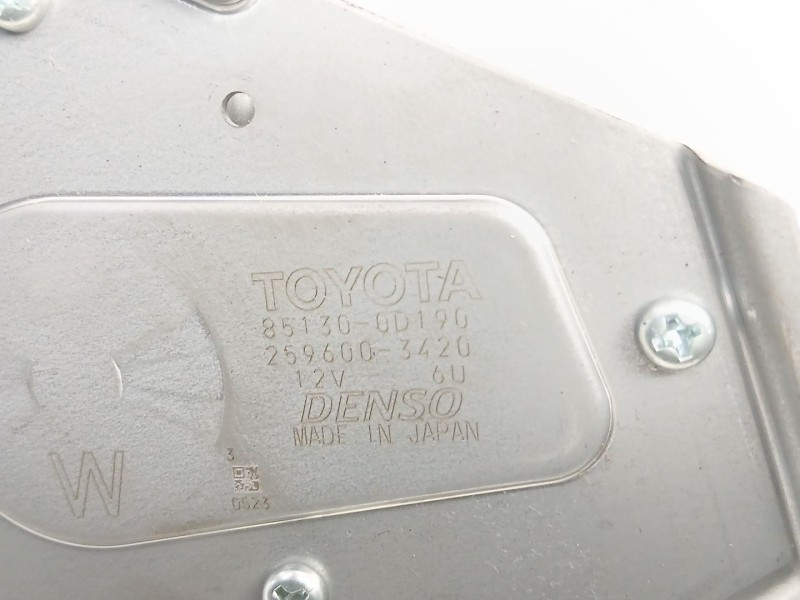 TOYOTA
85130-0D190
259600-3420
12V 6U
DENSO
MADE IN JAPAN
W
3
0523